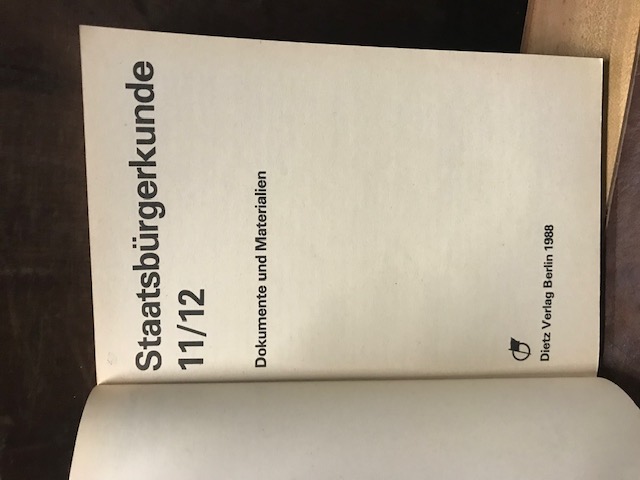 Staatsbürgerkunde
11/12
Dokumente und Materialien
Dietz Verlag Berlin 1988